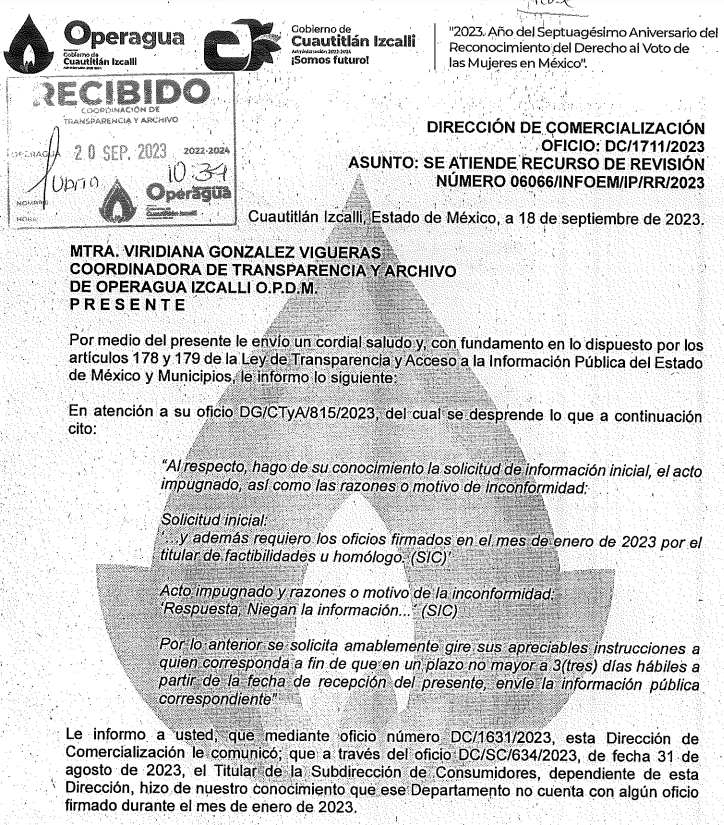 Operagua
Gobierno de
Cuautitlán Izcalli
Gobierno de
Cuautitlán Izcalli
Administración 2022-2024
¡Somos futuro!
"2023. Año del Septuagésimo Aniversario del
Reconocimiento del Derecho al Voto de
las Mujeres en México".
RECIBIDO
COORDINACIÓN DE
TRANSPARENCIA Y ARCHIVO
OPERAGUA 20 SEP. 2023 2022-2024
10:34
NOMBRE
HORA
Operagua
Cuautitlán Izcalli
DIRECCIÓN DE COMERCIALIZACIÓN
OFICIO: DC/1711/2023
ASUNTO: SE ATIENDE RECURSO DE REVISIÓN
NÚMERO 06066/INFOEM/IP/RR/2023
Cuautitlán Izcalli, Estado de México, a 18 de septiembre de 2023.
MTRA. VIRIDIANA GONZALEZ VIGUERAS
COORDINADORA DE TRANSPARENCIA Y ARCHIVO
DE OPERAGUA IZCALLI O.P.D.M.
P R E S E N T E
Por medio del presente le envío un cordial saludo y, con fundamento en lo dispuesto por los
artículos 178 y 179 de la Ley de Transparencia y Acceso a la Información Pública del Estado
de México y Municipios, le informo lo siguiente:
En atención a su oficio DG/CTyA/815/2023, del cual se desprende lo que a continuación
cito:
"Al respecto, hago de su conocimiento la solicitud de información inicial, el acto
impugnado, así como las razones o motivo de inconformidad:
Solicitud inicial:
'...y además requiero los oficios firmados en el mes de enero de 2023 por el
titular de factibilidades u homólogo. (SIC)'
Acto impugnado y razones o motivo de la inconformidad:
'Respuesta, Niegan la información...' (SIC)
Por lo anterior se solicita amablemente gire sus apreciables instrucciones a
quien corresponda a fin de que en un plazo no mayor a 3(tres) días hábiles a
partir de la fecha de recepción del presente, envíe la información pública
correspondiente"
Le informo a usted, que mediante oficio número DC/1631/2023, esta Dirección de
Comercialización le comunicó; que a través del oficio DC/SC/634/2023, de fecha 31 de
agosto de 2023, el Titular de la Subdirección de Consumidores, dependiente de esta
Dirección, hizo de nuestro conocimiento que ese Departamento no cuenta con algún oficio
firmado durante el mes de enero de 2023.